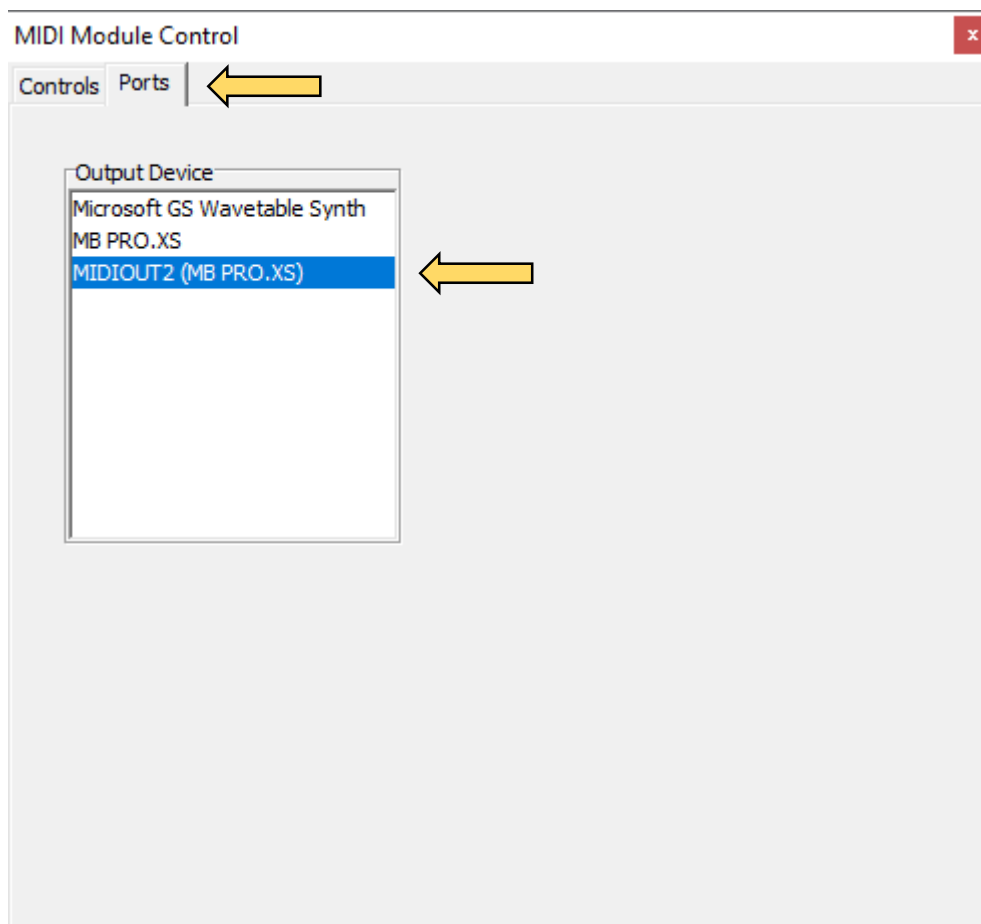 MIDI Module Control
x
Controls Ports
Output Device
Microsoft GS Wavetable Synth
MB PRO.XS
MIDIOUT2 (MB PRO.XS)